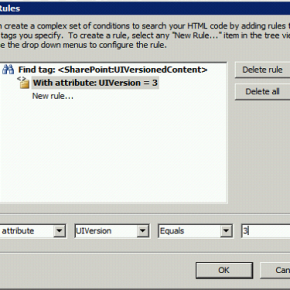 Rules
n create a complex set of conditions to search your HTML code by adding rules t
tags you specify. To create a rule, select any "New Rule..." item in the tree vie
e the drop down menus to configure the rule.
Find tag: <SharePoint:UIVersionedContent>
With attribute: UIVersion = 3
New rule...
Delete rule
Delete all
attribute
UIVersion
Equals
3
OK
Can